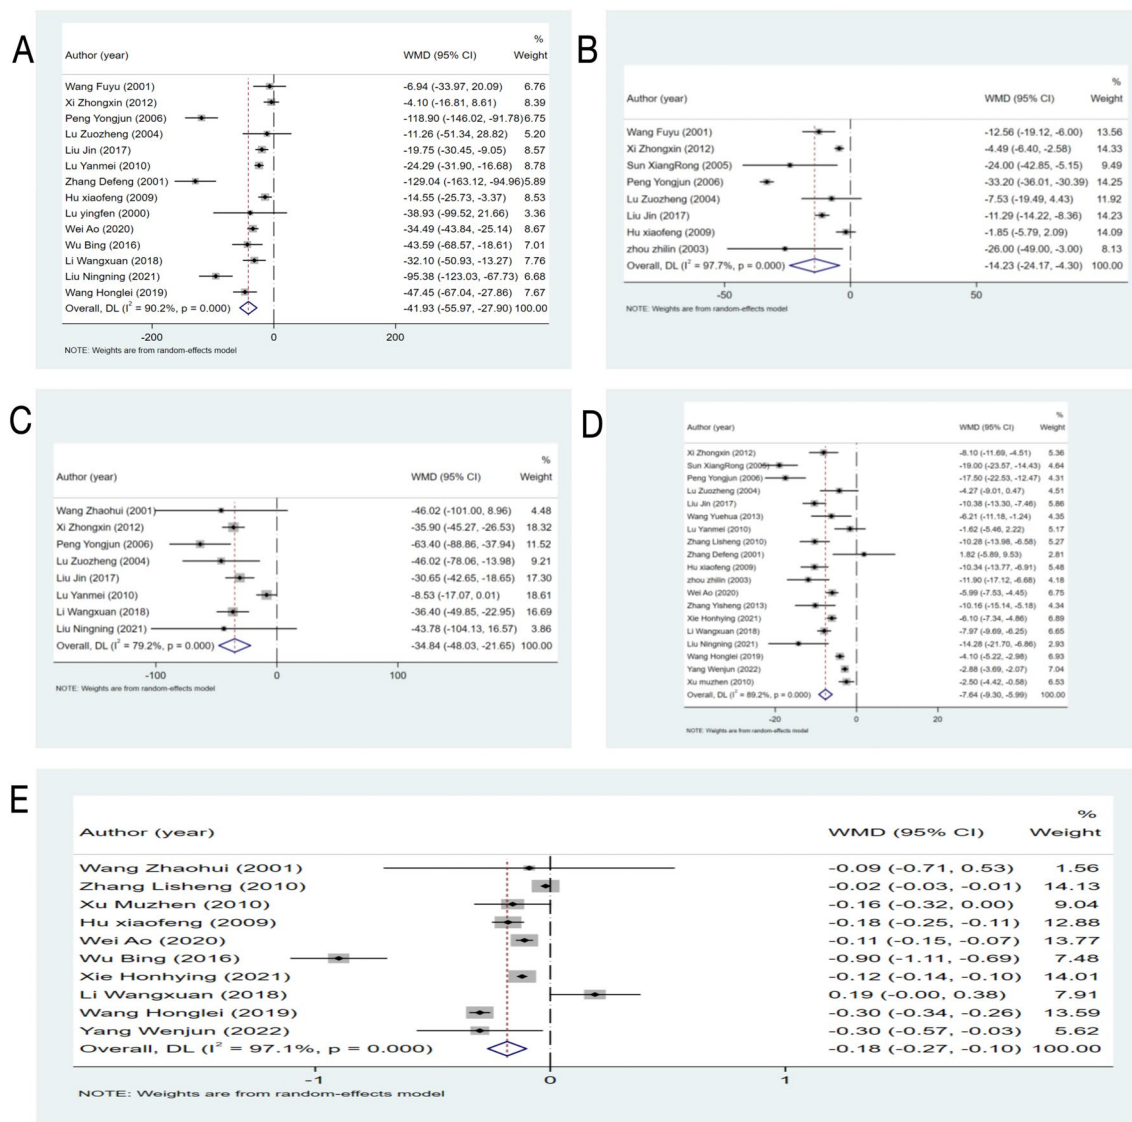 A
%
Author (year) WMD (95% CI) Weight
Wang Fuyu (2001) -6.94 (-33.97, 20.09) 6.76
Xi Zhongxin (2012) -4.10 (-16.81, 8.61) 8.39
Peng Yongjun (2006) -118.90 (-146.02, -91.78) 6.75
Lu Zuozheng (2004) -11.26 (-51.34, 28.82) 5.20
Liu Jin (2017) -19.75 (-30.45, -9.05) 8.57
Lu Yanmei (2010) -24.29 (-31.90, -16.68) 8.78
Zhang Defeng (2001) -129.04 (-163.12, -94.96) 5.89
Hu xiaofeng (2009) -14.55 (-25.73, -3.37) 8.53
Lu yingfen (2000) -38.93 (-99.52, 21.66) 3.36
Wei Ao (2020) -34.49 (-43.84, -25.14) 8.67
Wu Bing (2016) -43.59 (-68.57, -18.61) 7.01
Li Wangxuan (2018) -32.10 (-50.93, -13.27) 7.76
Liu Ningning (2021) -95.38 (-123.03, -67.73) 6.68
Wang Honglei (2019) -47.45 (-67.04, -27.86) 7.67
Overall, DL (I² = 90.2%, p = 0.000) -41.93 (-55.97, -27.90) 100.00
-200 0 200
NOTE: Weights are from random-effects model
B
%
Author (year) WMD (95% CI) Weight
Wang Fuyu (2001) -12.56 (-19.12, -6.00) 13.56
Xi Zhongxin (2012) -4.49 (-6.40, -2.58) 14.33
Sun XiangRong (2005) -24.00 (-42.85, -5.15) 9.49
Peng Yongjun (2006) -33.20 (-36.01, -30.39) 14.25
Lu Zuozheng (2004) -7.53 (-19.49, 4.43) 11.92
Liu Jin (2017) -11.29 (-14.22, -8.36) 14.23
Hu xiaofeng (2009) -1.85 (-5.79, 2.09) 14.09
zhou zhilin (2003) -26.00 (-49.00, -3.00) 8.13
Overall, DL (I² = 97.7%, p = 0.000) -14.23 (-24.17, -4.30) 100.00
-50 0 50
NOTE: Weights are from random-effects model
C
%
Author (year) WMD (95% CI) Weight
Wang Zhaohui (2001) -46.02 (-101.00, 8.96) 4.48
Xi Zhongxin (2012) -35.90 (-45.27, -26.53) 18.32
Peng Yongjun (2006) -63.40 (-88.86, -37.94) 11.52
Lu Zuozheng (2004) -46.02 (-78.06, -13.98) 9.21
Liu Jin (2017) -30.65 (-42.65, -18.65) 17.30
Lu Yanmei (2010) -8.53 (-17.07, 0.01) 18.61
Li Wangxuan (2018) -36.40 (-49.85, -22.95) 16.69
Liu Ningning (2021) -43.78 (-104.13, 16.57) 3.86
Overall, DL (I² = 79.2%, p = 0.000) -34.84 (-48.03, -21.65) 100.00
-100 0 100
NOTE: Weights are from random-effects model
D
%
Author (year) WMD (95% CI) Weight
Xi Zhongxin (2012) -8.10 (-11.69, -4.51) 5.36
Sun XiangRong (2005) -19.00 (-23.57, -14.43) 4.64
Peng Yongjun (2006) -17.50 (-22.53, -12.47) 4.31
Lu Zuozheng (2004) -4.27 (-9.01, 0.47) 4.51
Liu Jin (2017) -10.38 (-13.30, -7.46) 5.86
Wang Yuehua (2013) -6.21 (-11.18, -1.24) 4.35
Lu Yanmei (2010) -1.62 (-5.46, 2.22) 5.17
Zhang Lisheng (2010) -10.28 (-13.98, -6.58) 5.27
Zhang Defeng (2001) 1.82 (-5.89, 9.53) 2.81
Hu xiaofeng (2009) -10.34 (-13.77, -6.91) 5.48
zhou zhilin (2003) -11.90 (-17.12, -6.68) 4.18
Wei Ao (2020) -5.99 (-7.53, -4.45) 6.75
Zhang Yisheng (2013) -10.16 (-15.14, -5.18) 4.34
Xie Honhying (2021) -6.10 (-7.34, -4.86) 6.89
Li Wangxuan (2018) -7.97 (-9.69, -6.25) 6.65
Liu Ningning (2021) -14.28 (-21.70, -6.86) 2.93
Wang Honglei (2019) -4.10 (-5.22, -2.98) 6.93
Yang Wenjun (2022) -2.88 (-3.69, -2.07) 7.04
Xu muzhen (2010) -2.50 (-4.42, -0.58) 6.53
Overall, DL (I² = 89.2%, p = 0.000) -7.64 (-9.30, -5.99) 100.00
-20 0 20
NOTE: Weights are from random-effects model
E
%
Author (year) WMD (95% CI) Weight
Wang Zhaohui (2001) -0.09 (-0.71, 0.53) 1.56
Zhang Lisheng (2010) -0.02 (-0.03, -0.01) 14.13
Xu Muzhen (2010) -0.16 (-0.32, 0.00) 9.04
Hu xiaofeng (2009) -0.18 (-0.25, -0.11) 12.88
Wei Ao (2020) -0.11 (-0.15, -0.07) 13.77
Wu Bing (2016) -0.90 (-1.11, -0.69) 7.48
Xie Honhying (2021) -0.12 (-0.14, -0.10) 14.01
Li Wangxuan (2018) 0.19 (-0.00, 0.38) 7.91
Wang Honglei (2019) -0.30 (-0.34, -0.26) 13.59
Yang Wenjun (2022) -0.30 (-0.57, -0.03) 5.62
Overall, DL (I² = 97.1%, p = 0.000) -0.18 (-0.27, -0.10) 100.00
-1 0 1
NOTE: Weights are from random-effects model